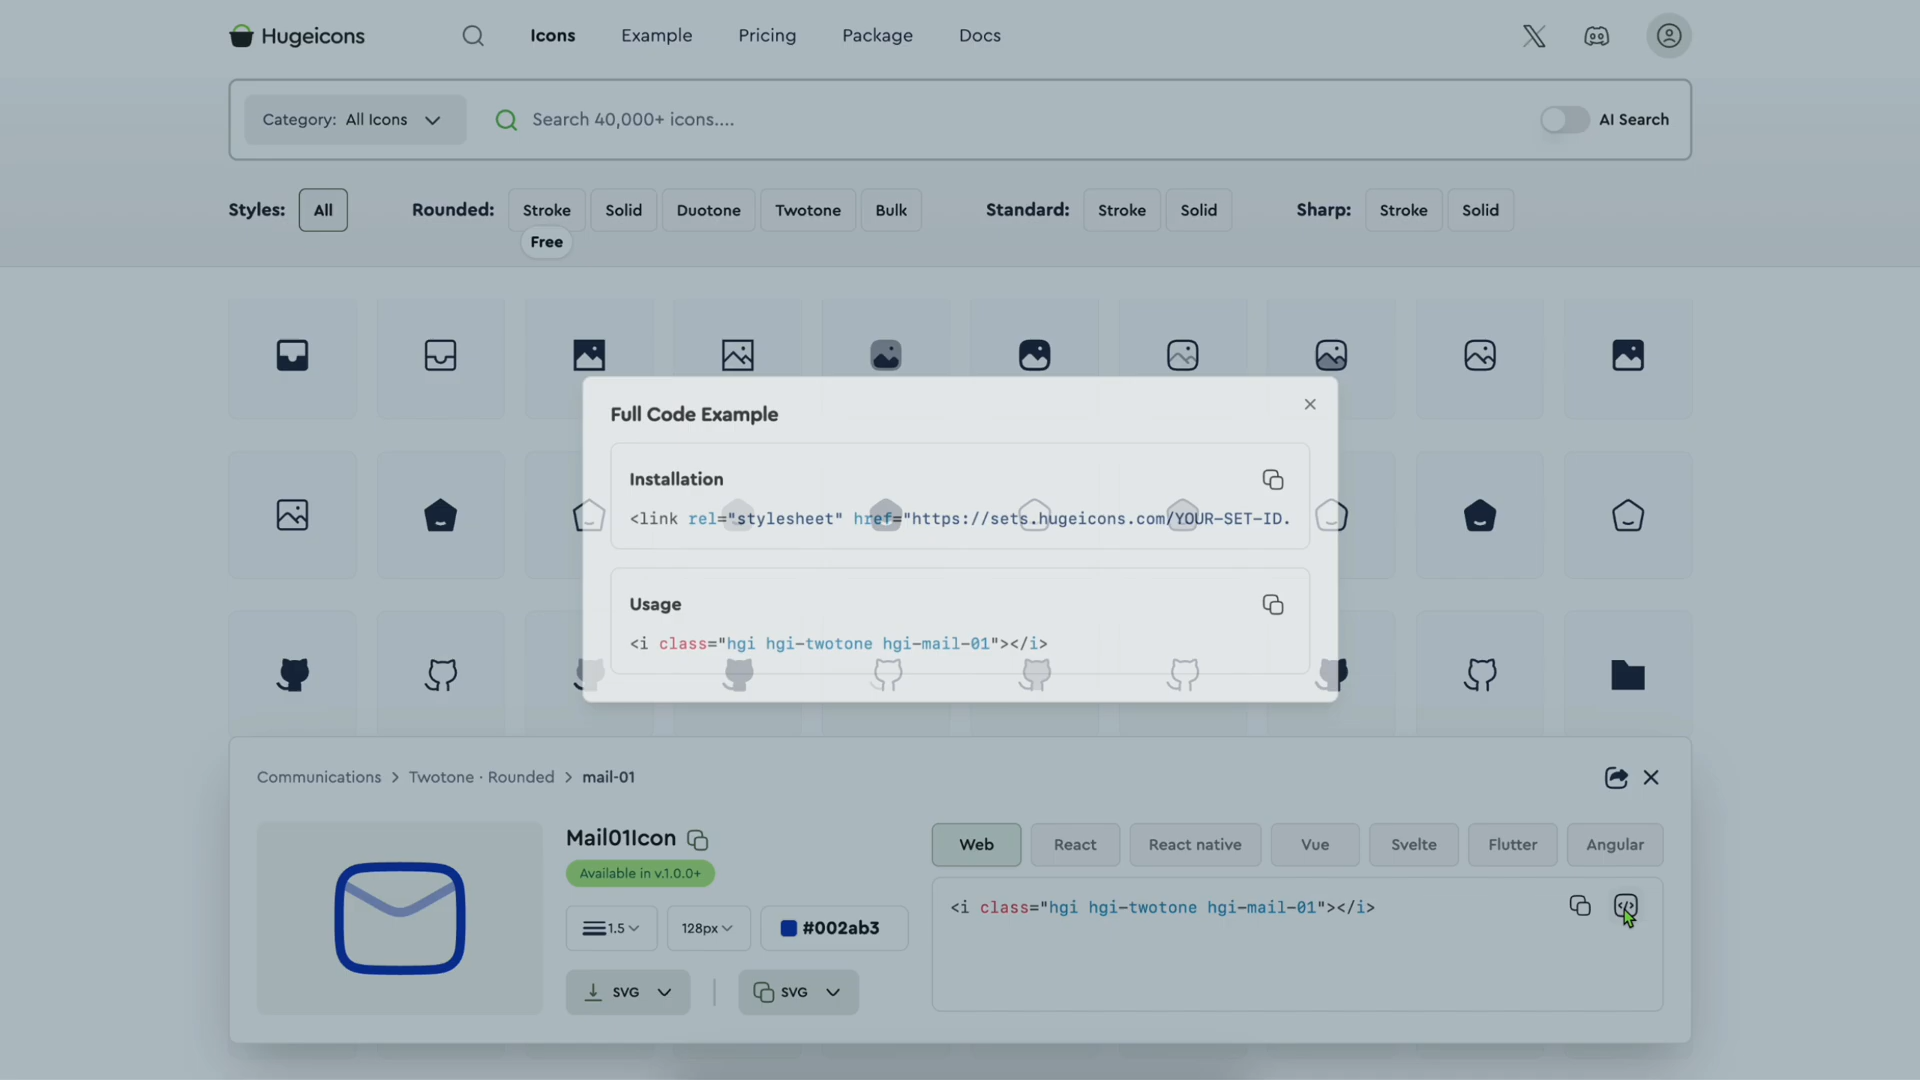 Hugeicons
Icons
Example
Pricing
Package
Docs
Category: All Icons
Search 40,000+ icons....
AI Search
Styles:
All
Rounded:
Stroke
Solid
Duotone
Twotone
Bulk
Standard:
Stroke
Solid
Sharp:
Stroke
Solid
Free
Full Code Example
Installation
<link rel="stylesheet" href="https://sets.hugeicons.com/YOUR-SET-ID.
Usage
<i class="hgi hgi-twotone hgi-mail-01"></i>
Communications > Twotone · Rounded > mail-01
Mail01Icon
Available in v.1.0.0+
1.5
128px
#002ab3
SVG
SVG
Web
React
React native
Vue
Svelte
Flutter
Angular
<i class="hgi hgi-twotone hgi-mail-01"></i>